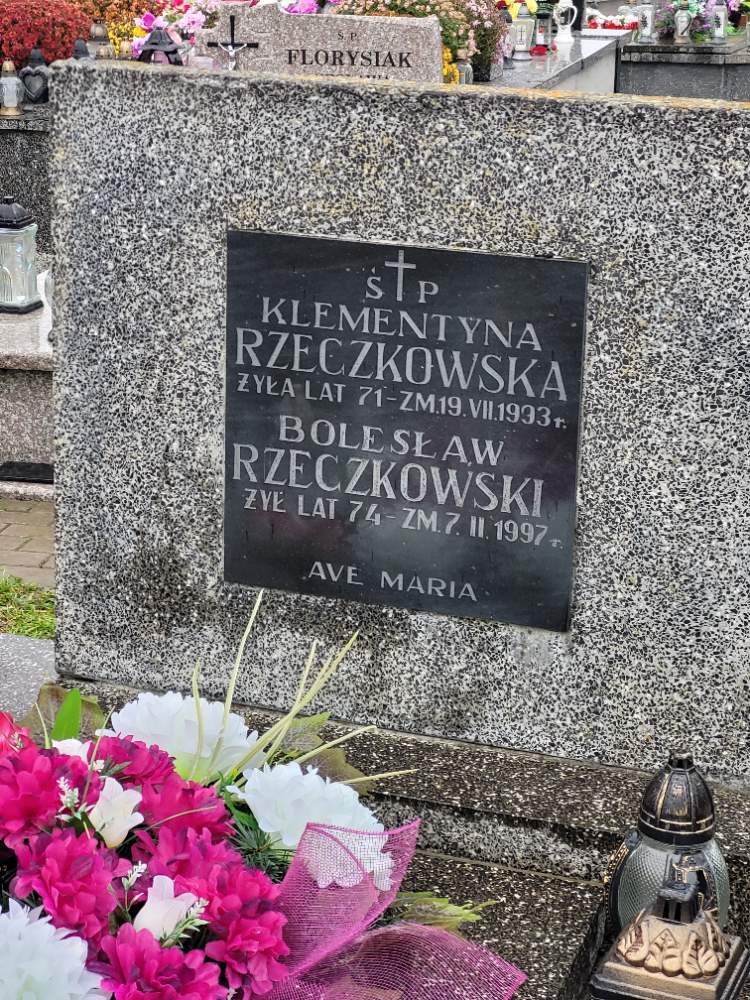 Ś.P.
FLORYSIAK
Ś P
KLEMENTYNA
RZECZKOWSKA
ŻYŁA LAT 71 - ZM.19.VII.1993 r.
BOLESŁAW
RZECZKOWSKI
ŻYŁ LAT 74 - ZM.7.II.1997 r.
AVE MARIA